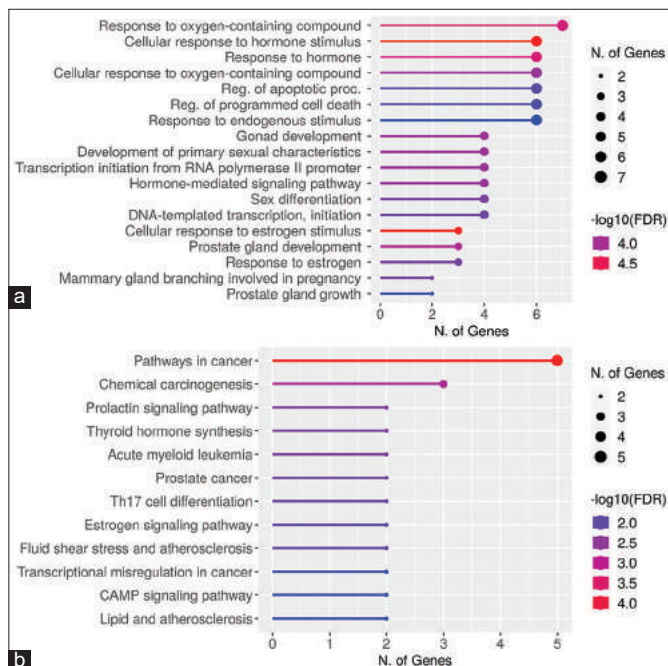 Response to oxygen-containing compound
Cellular response to hormone stimulus
Response to hormone
Cellular response to oxygen-containing compound
Reg. of apoptotic proc.
Reg. of programmed cell death
Response to endogenous stimulus
Gonad development
Development of primary sexual characteristics
Transcription initiation from RNA polymerase II promoter
Hormone-mediated signaling pathway
Sex differentiation
DNA-templated transcription, initiation
Cellular response to estrogen stimulus
Prostate gland development
Response to estrogen
Mammary gland branching involved in pregnancy
Prostate gland growth
0 2 4 6
N. of Genes
N. of Genes
2
3
4
5
6
7
-log10(FDR)
4.0
4.5
a
Pathways in cancer
Chemical carcinogenesis
Prolactin signaling pathway
Thyroid hormone synthesis
Acute myeloid leukemia
Prostate cancer
Th17 cell differentiation
Estrogen signaling pathway
Fluid shear stress and atherosclerosis
Transcriptional misregulation in cancer
CAMP signaling pathway
Lipid and atherosclerosis
0 1 2 3 4 5
N. of Genes
N. of Genes
2
3
4
5
-log10(FDR)
2.0
2.5
3.0
3.5
4.0
b